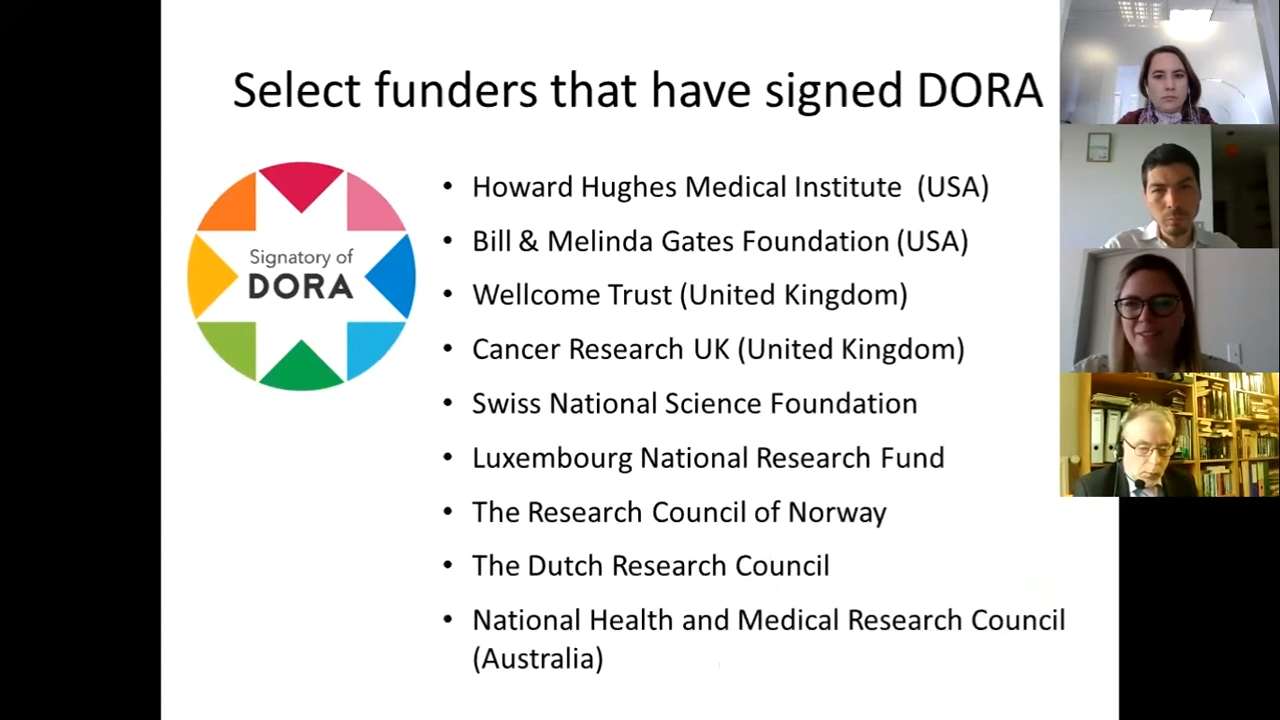 Select funders that have signed DORA
Signatory of
DORA
• Howard Hughes Medical Institute (USA)
• Bill & Melinda Gates Foundation (USA)
• Wellcome Trust (United Kingdom)
• Cancer Research UK (United Kingdom)
• Swiss National Science Foundation
• Luxembourg National Research Fund
• The Research Council of Norway
• The Dutch Research Council
• National Health and Medical Research Council
(Australia)